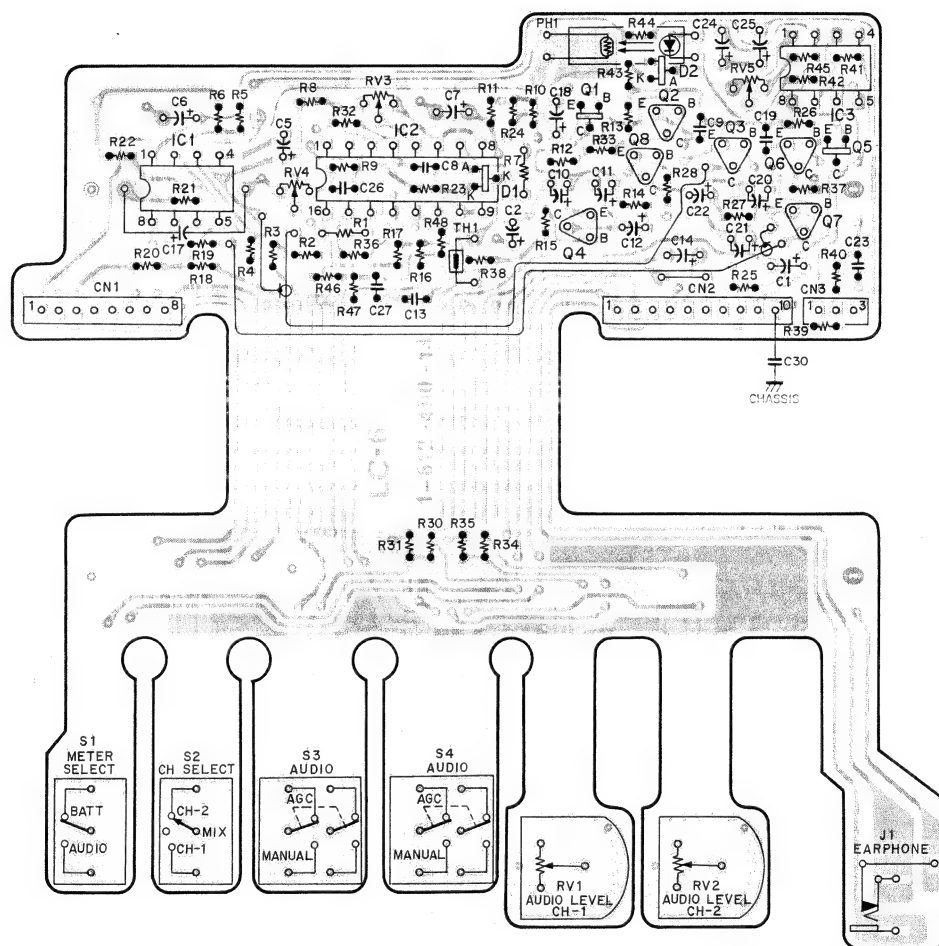 PH1 R44 C24 C25 1 4
R45 R41
RV5 R42
R43 K D2 A
8 5
IC3
C6 R6 R5
R8 RV3
R32 C7 R11 A R10 C18 Q1
E B C
Q2
R13 E B C
C9 Q3 C19 R26
E B Q5 C
R22 IC1
C5 IC2 R24
Q8 R33
E B C
E B C
Q6 E B C
1 4
1 8
R7 R12
R9 C8 A K
RV4 C26 R23 K D1
R28
R21
16 9
C10 C11 R14 C22 C20 R37
8 5
C17
R1 R48 TH1 C2
R15 E B C Q4
C12 R27 C21 E B C Q7
R20 R19 R18 R4 R3 R2 R36 R17 R16 R38
C14 C23
R46 R47 C27 C13
R25 C1 R40
CN1
1 8
CN2
1 10
CN3
1 3
R39
C30
CHASSIS
LC-6
R30 R35
R31 R34
S1
METER
SELECT
BATT
AUDIO
S2
CH SELECT
CH-2
MIX
CH-1
S3
AUDIO
AGC
MANUAL
S4
AUDIO
AGC
MANUAL
RV1
AUDIO LEVEL
CH-1
RV2
AUDIO LEVEL
CH-2
J1
EARPHONE